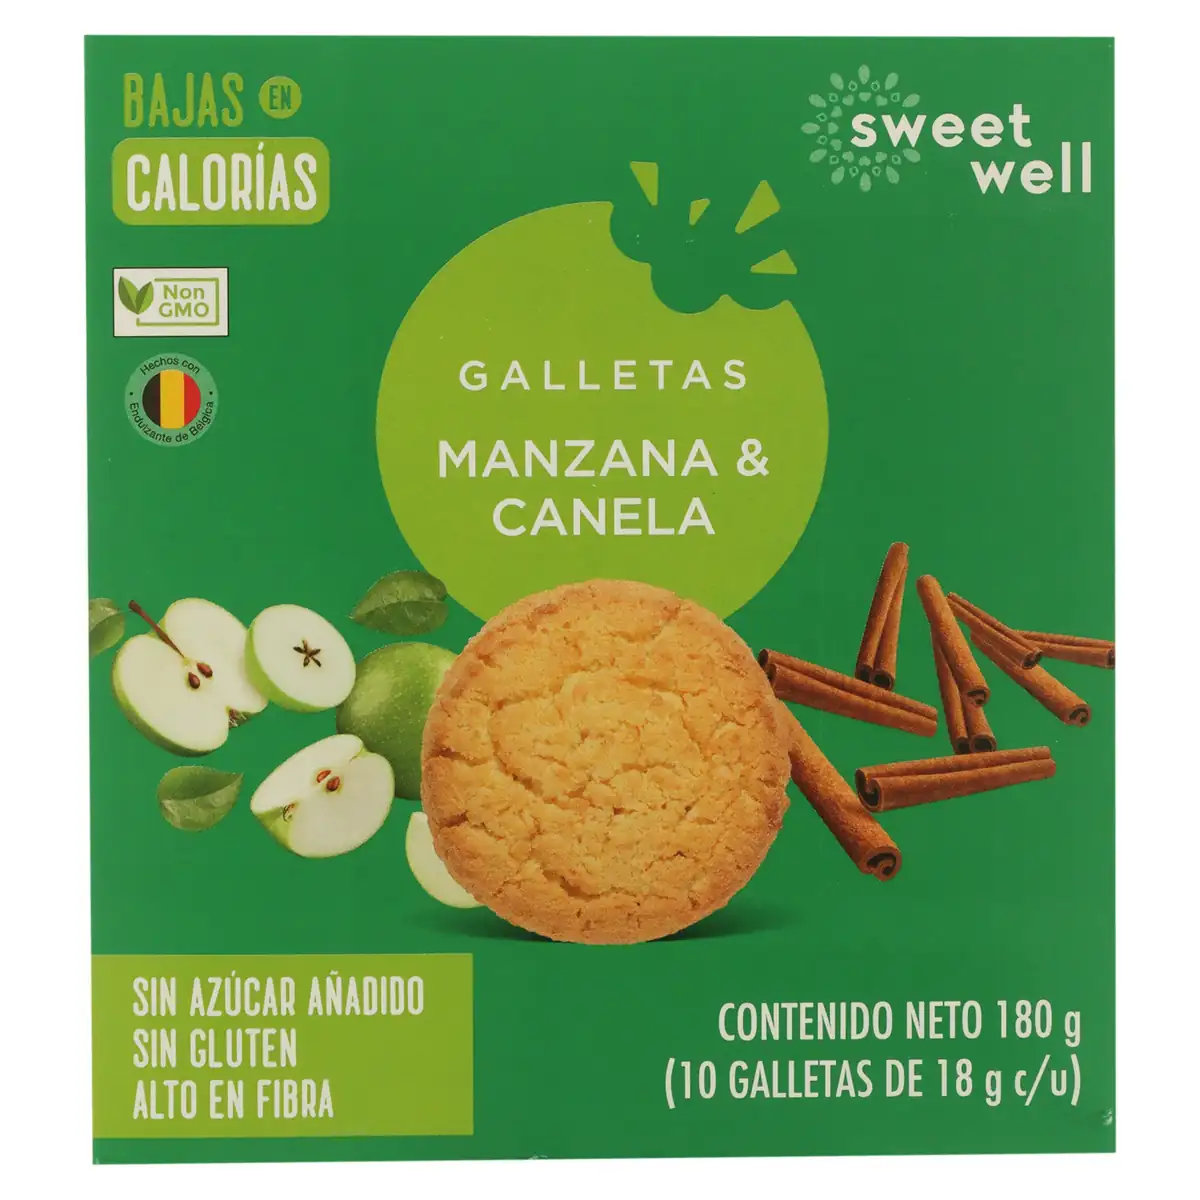 BAJAS EN
CALORÍAS
sweet
well
Non
GMO
Hechos con
Endulzante de Bélgica
GALLETAS
MANZANA &
CANELA
SIN AZÚCAR AÑADIDO
SIN GLUTEN
ALTO EN FIBRA
CONTENIDO NETO 180 g
(10 GALLETAS DE 18 g c/u)